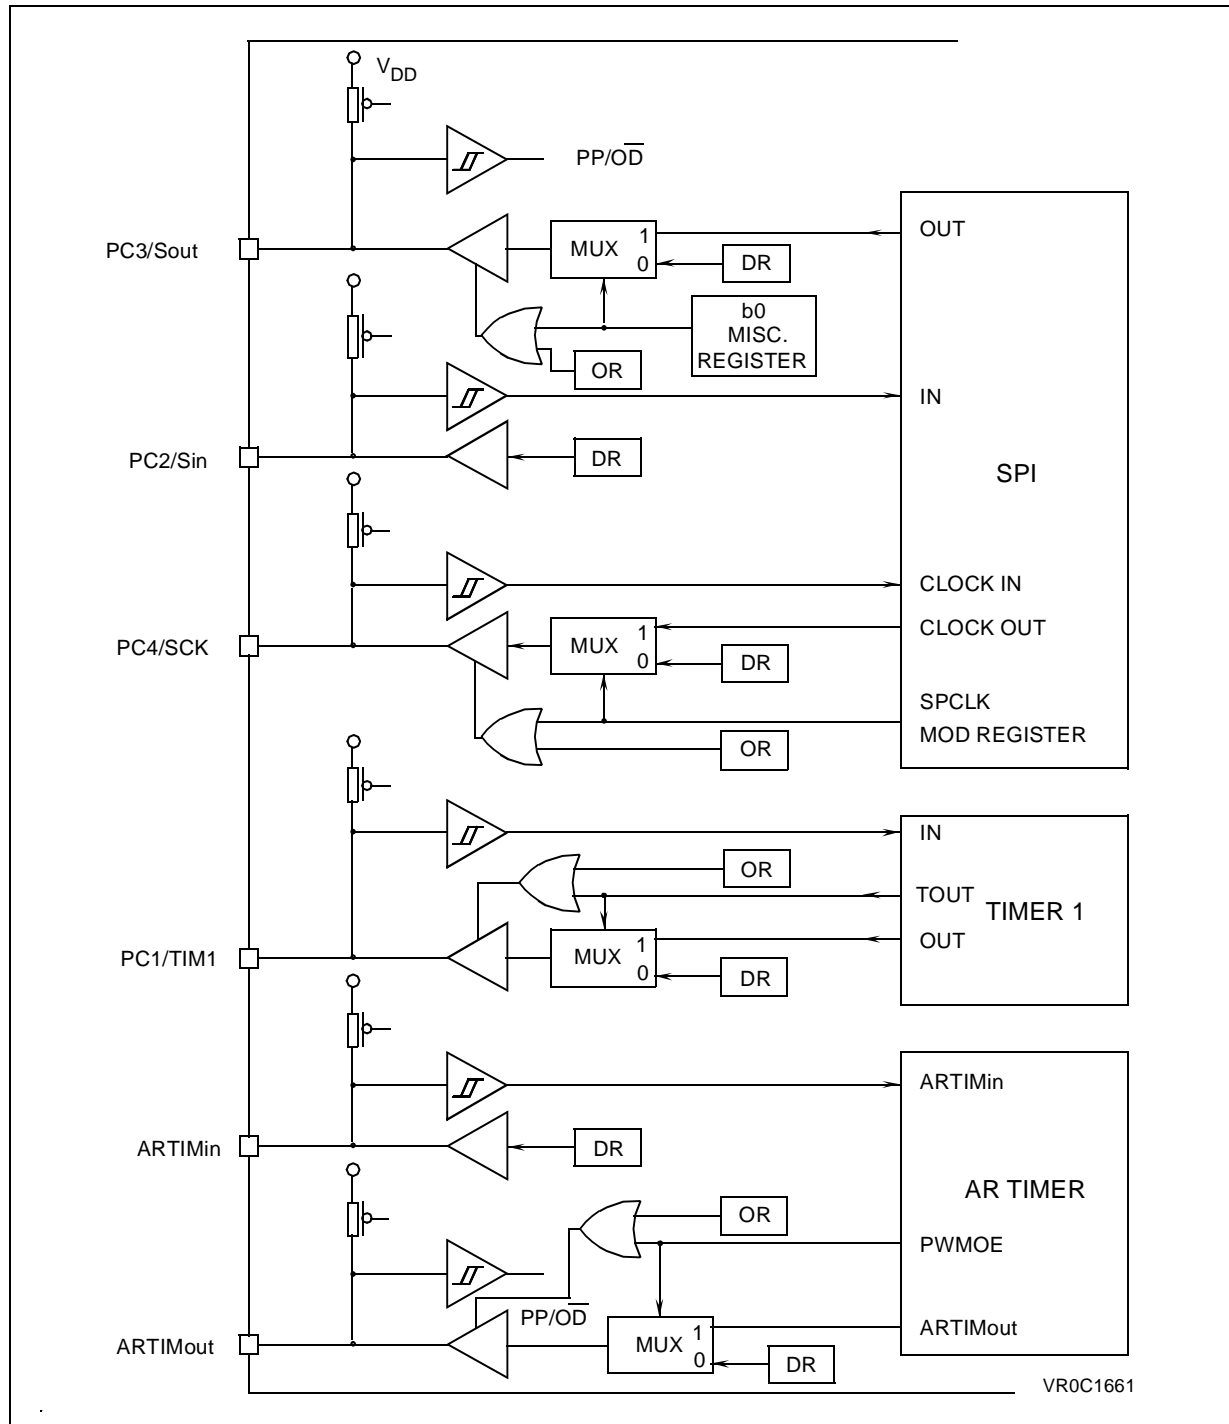 VDD
PP/OD
PC3/Sout
MUX
1
0
OUT
DR
b0
MISC.
REGISTER
OR
IN
PC2/Sin
DR
SPI
CLOCK IN
CLOCK OUT
PC4/SCK
MUX
1
0
DR
SPCLK
MOD REGISTER
OR
IN
OR
TOUT
TIMER 1
OUT
PC1/TIM1
MUX
1
0
DR
ARTIMin
ARTIMin
DR
AR TIMER
OR
PWMOE
PP/OD
ARTIMout
MUX
1
0
ARTIMout
DR
VR0C1661